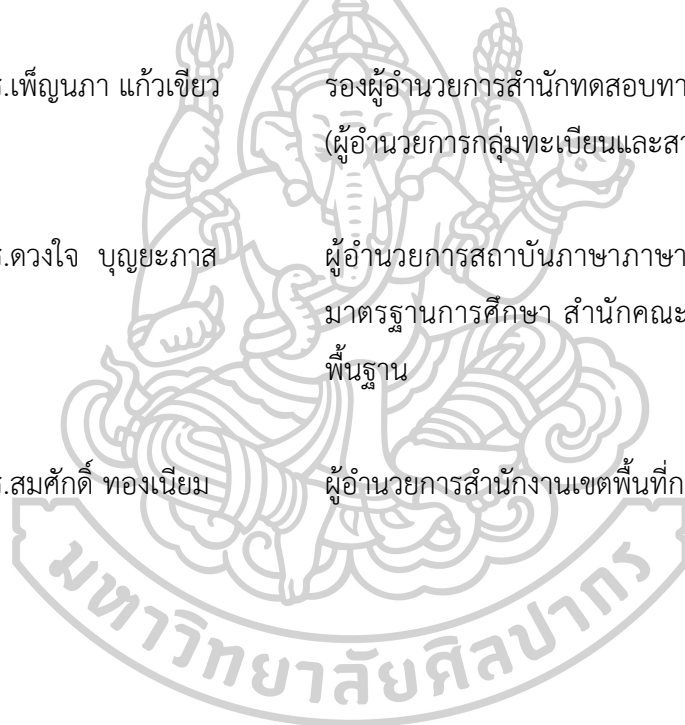 ร.เพ็ญนภา แก้วเขียว รองผู้อำนวยการสำนักทดสอบทา
(ผู้อำนวยการกลุ่มทะเบียนและสา
ร.ดวงใจ บุญยะภาส ผู้อำนวยการสถาบันภาษาภาษา
มาตรฐานการศึกษา สำนักคณะ
พื้นฐาน
ร.สมศักดิ์ ทองเนียม ผู้อำนวยการสำนักงานเขตพื้นที่ก
มหาวิทยาลัยศิลปากร